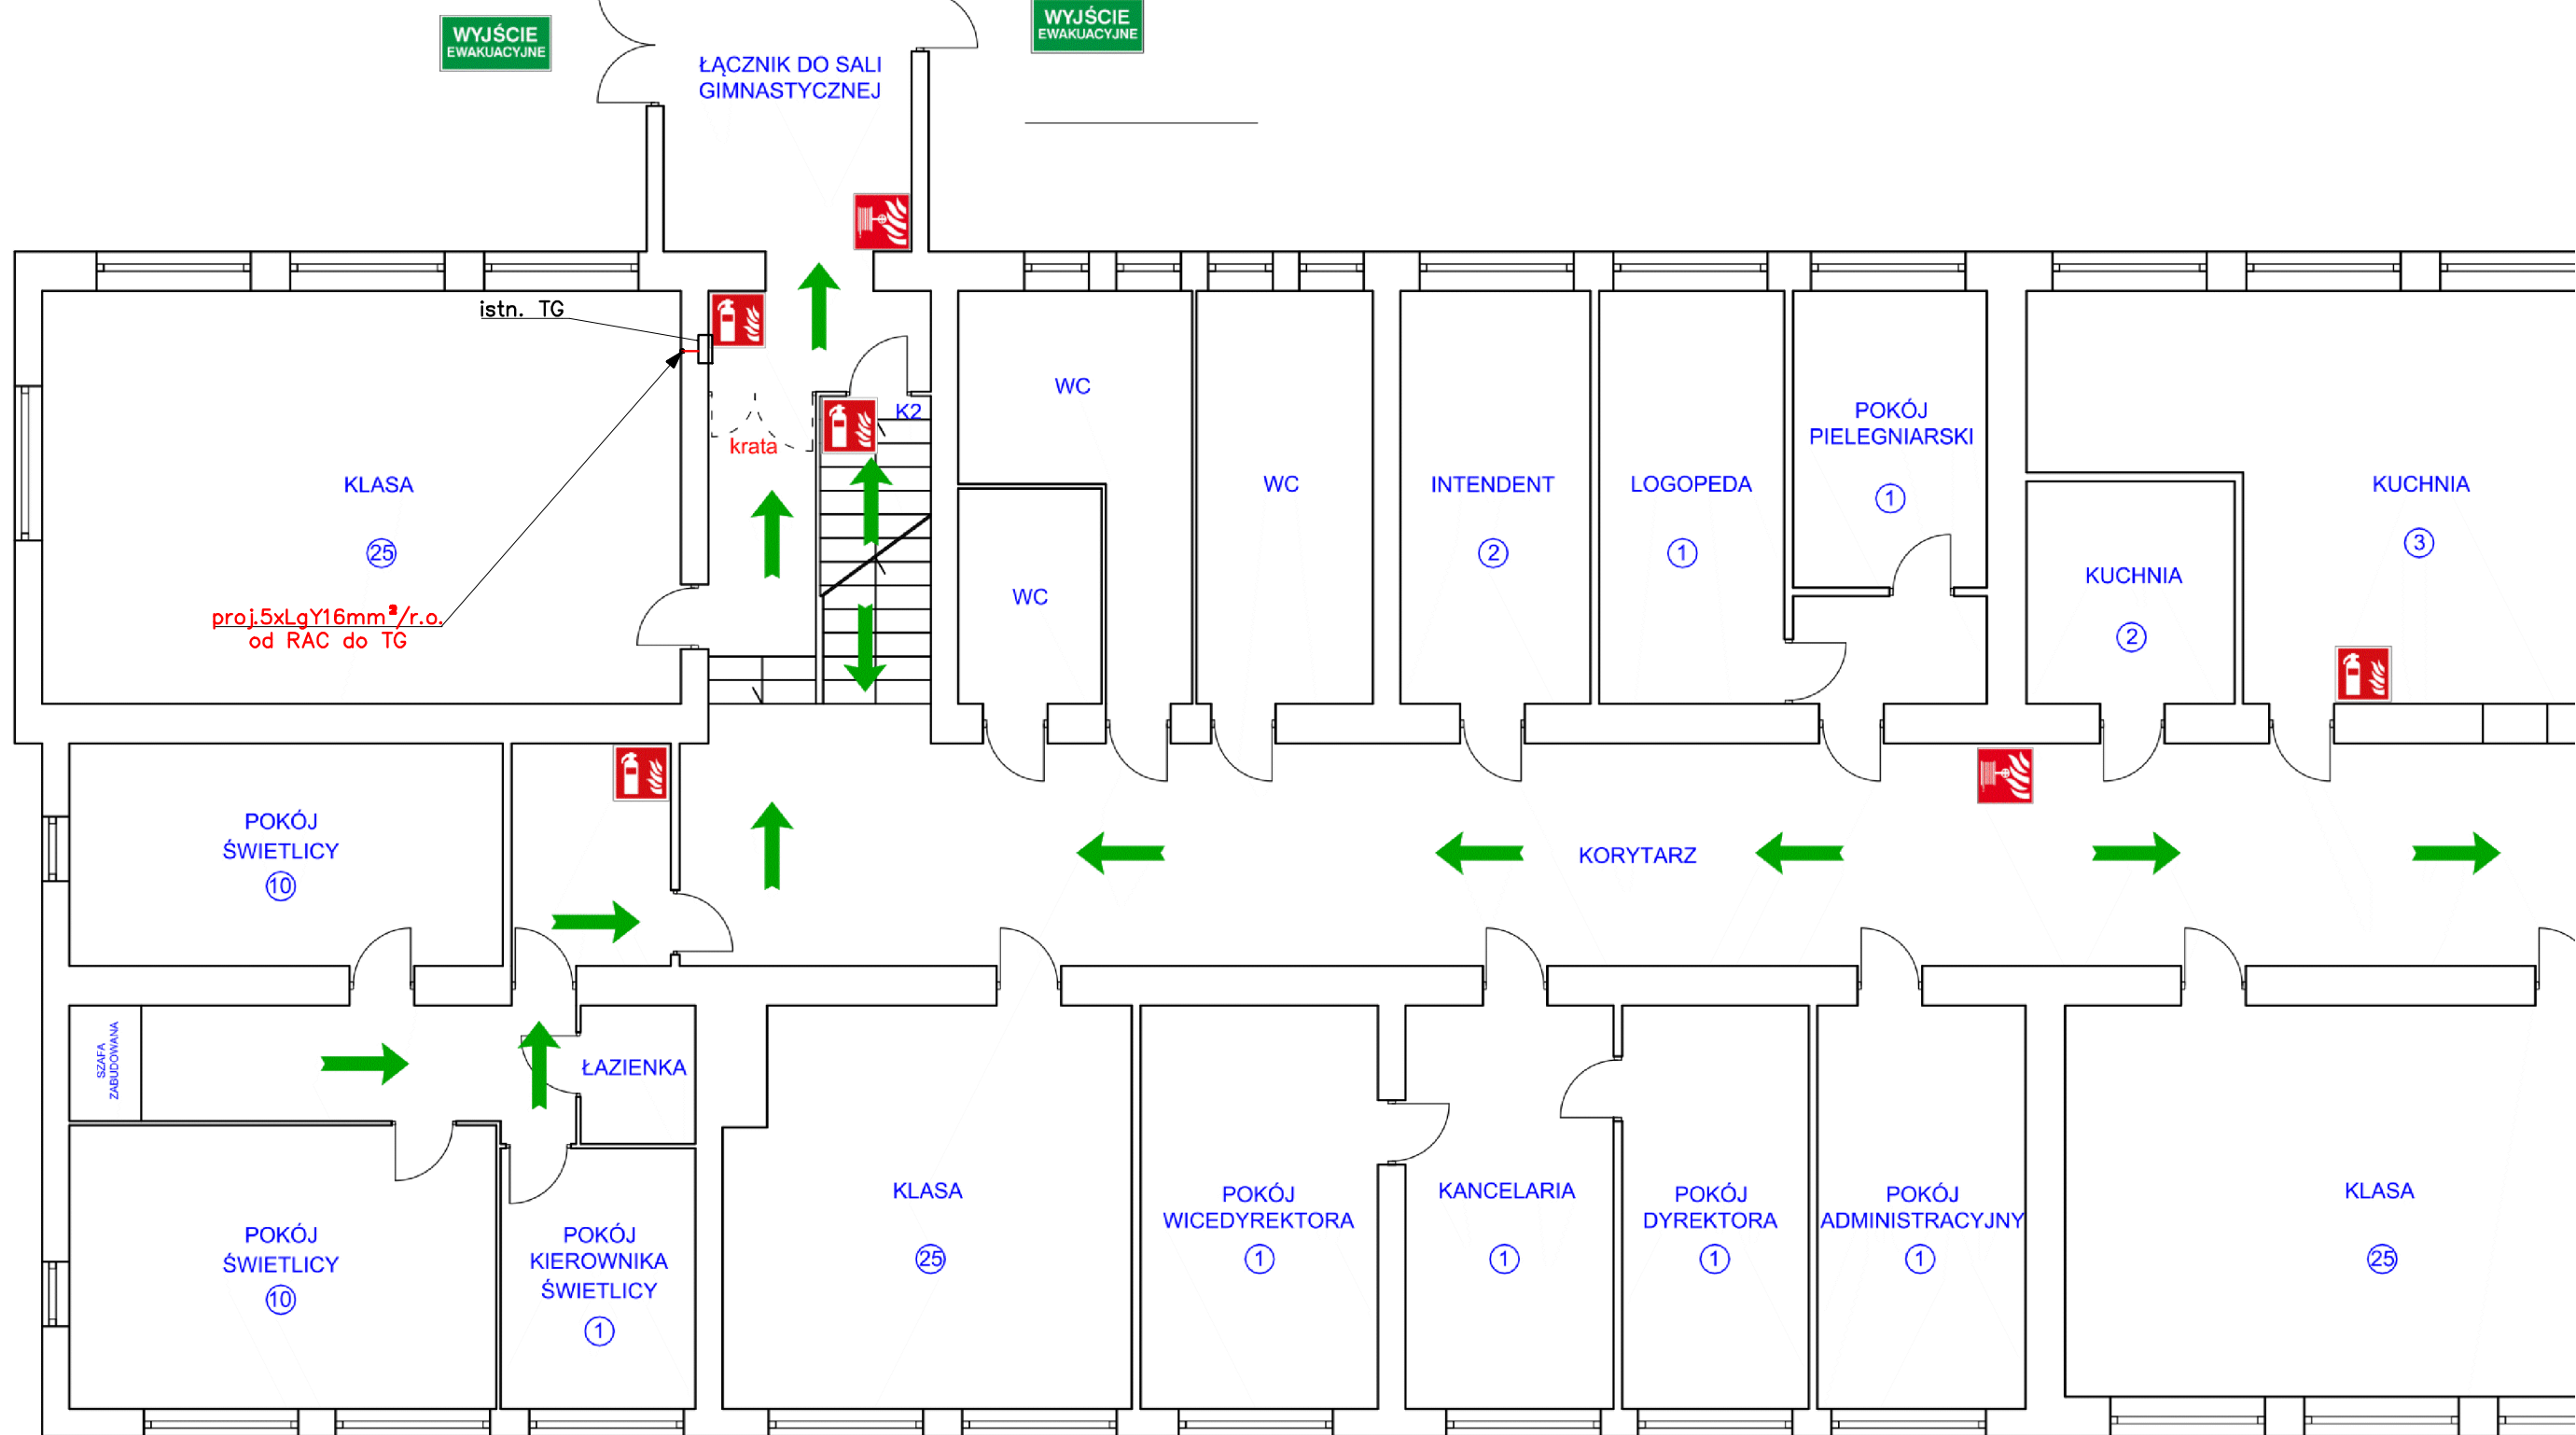 WYJŚCIE
EWAKUACYJNE
WYJŚCIE
EWAKUACYJNE
ŁĄCZNIK DO SALI
GIMNASTYCZNEJ
istn. TG
K2
krata
KLASA
25
proj.5xLgY16mm²/r.o.
od RAC do TG
WC
WC
WC
INTENDENT
2
LOGOPEDA
1
POKÓJ
PIELEGNIARSKI
1
KUCHNIA
3
KUCHNIA
2
POKÓJ
ŚWIETLICY
10
KORYTARZ
SZAFA
ZABUDOWANA
ŁAZIENKA
POKÓJ
ŚWIETLICY
10
POKÓJ
KIEROWNIKA
ŚWIETLICY
1
KLASA
25
POKÓJ
WICEDYREKTORA
1
KANCELARIA
1
POKÓJ
DYREKTORA
1
POKÓJ
ADMINISTRACYJNY
1
KLASA
25